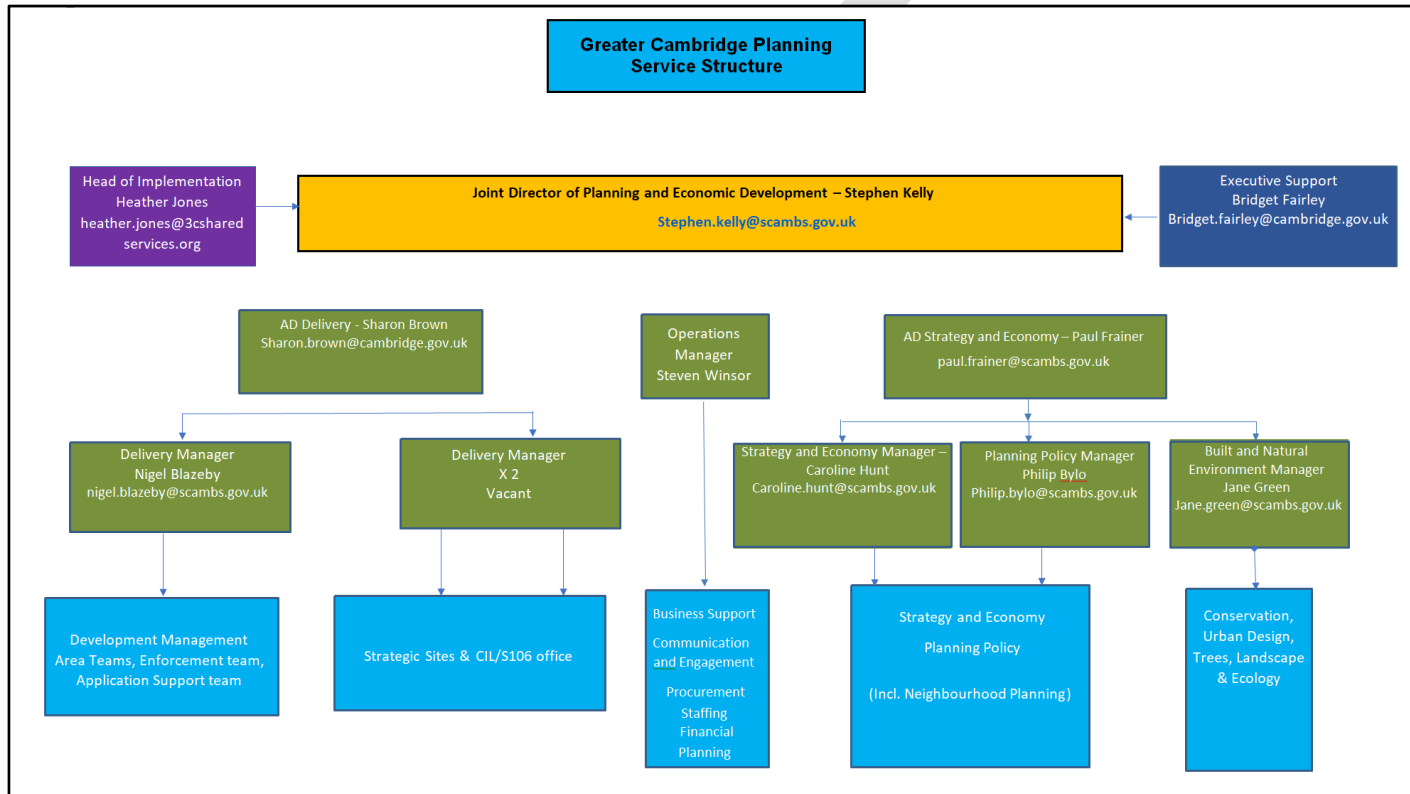 Greater Cambridge Planning
Service Structure
Head of Implementation
Heather Jones
heather.jones@3cshared
services.org
Joint Director of Planning and Economic Development – Stephen Kelly
Stephen.kelly@scambs.gov.uk
Executive Support
Bridget Fairley
Bridget.fairley@cambridge.gov.uk
AD Delivery - Sharon Brown
Sharon.brown@cambridge.gov.uk
Operations
Manager
Steven Winsor
AD Strategy and Economy – Paul Frainer
paul.frainer@scambs.gov.uk
Delivery Manager
Nigel Blazeby
nigel.blazeby@scambs.gov.uk
Delivery Manager
X 2
Vacant
Strategy and Economy Manager –
Caroline Hunt
Caroline.hunt@scambs.gov.uk
Planning Policy Manager
Philip Bylo
Philip.bylo@scambs.gov.uk
Built and Natural
Environment Manager
Jane Green
Jane.green@scambs.gov.uk
Development Management
Area Teams, Enforcement team,
Application Support team
Strategic Sites & CIL/S106 office
Business Support
Communication
and Engagement
Procurement
Staffing
Financial
Planning
Strategy and Economy
Planning Policy
(Incl. Neighbourhood Planning)
Conservation,
Urban Design,
Trees, Landscape
& Ecology